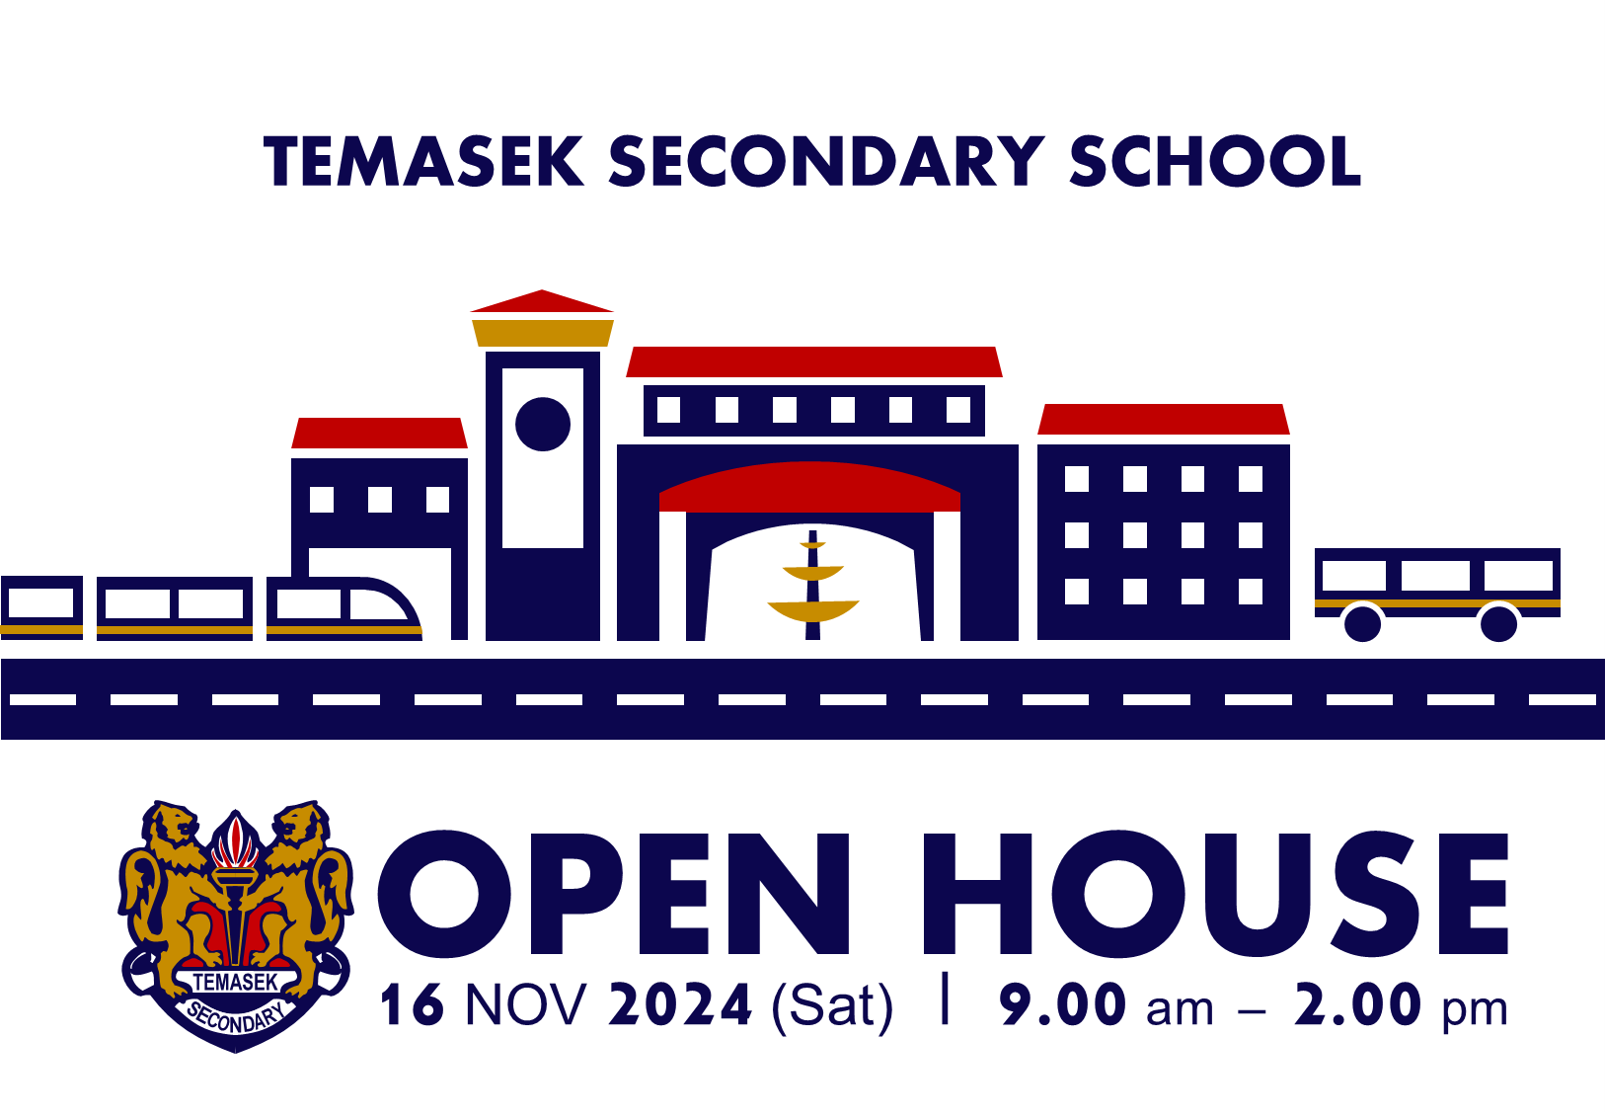 TEMASEK SECONDARY SCHOOL
OPEN HOUSE
16 NOV 2024 (Sat) | 9.00 am – 2.00 pm
TEMASEK
SECONDARY